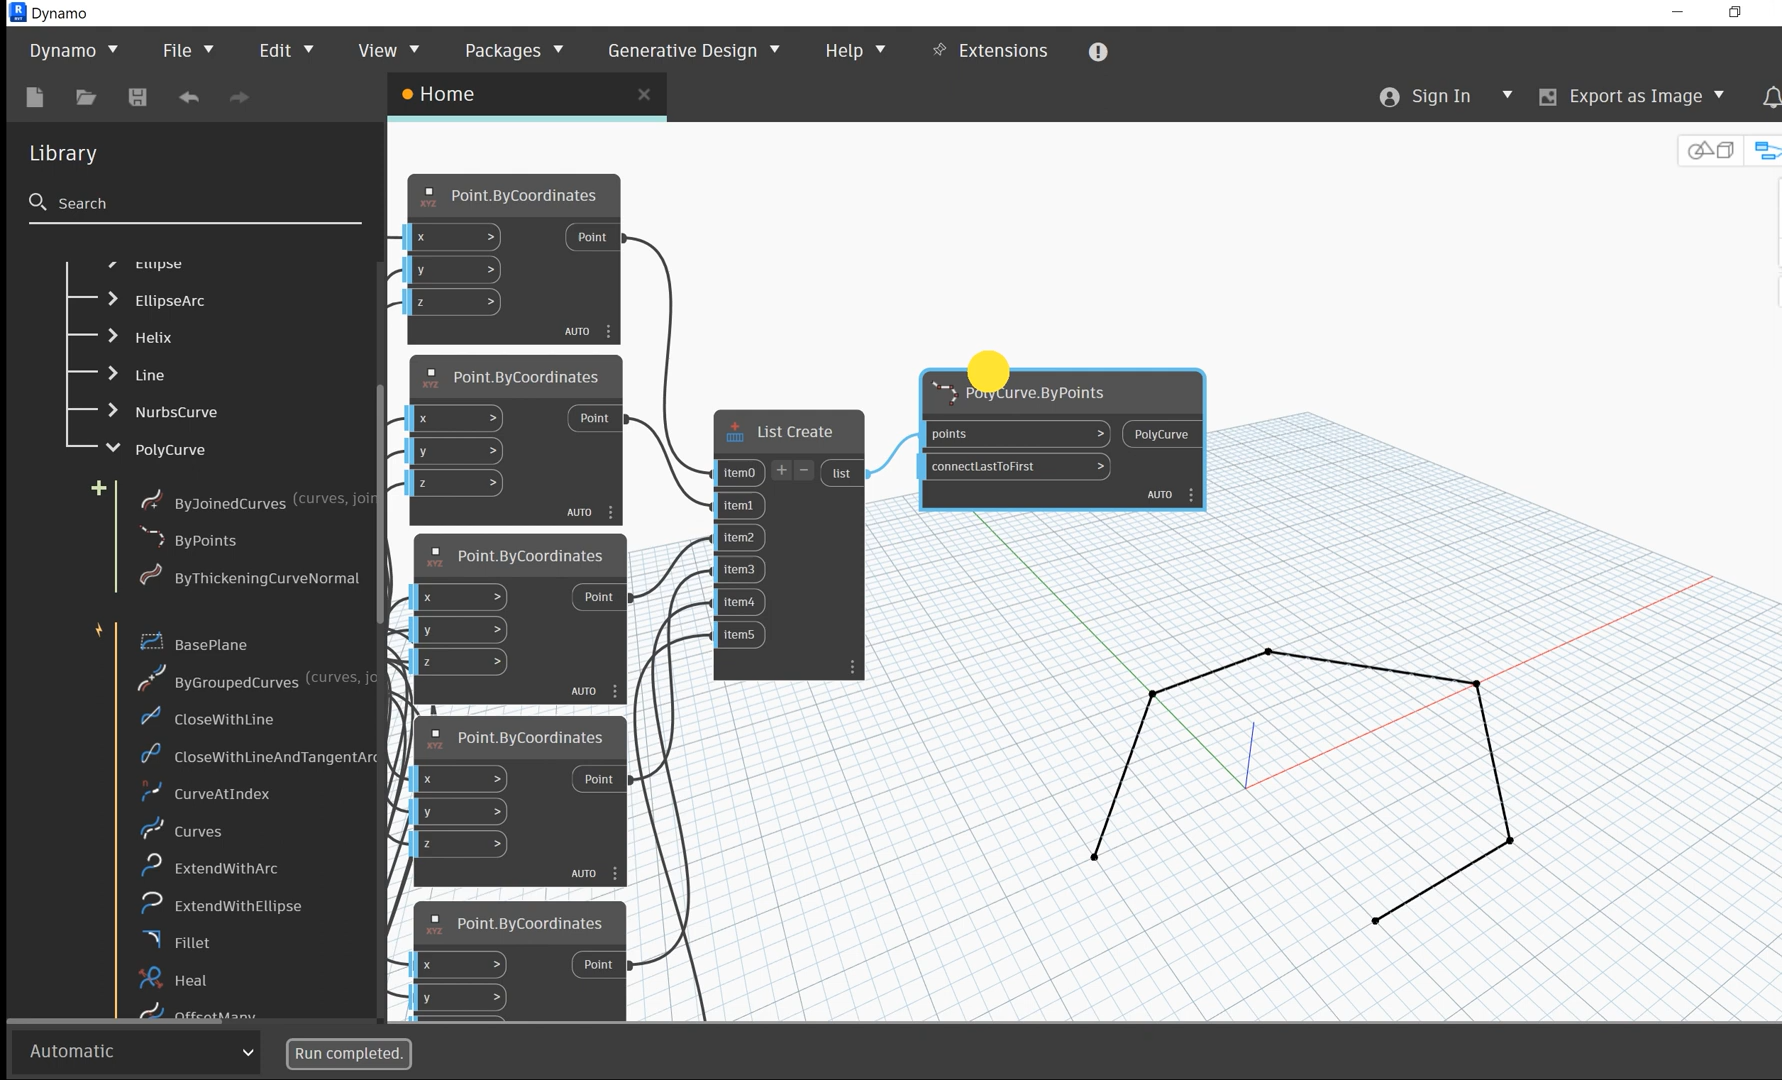 Dynamo
Dynamo File Edit View Packages Generative Design Help Extensions
Home
Sign In Export as Image
Library
Search
Ellipse
EllipseArc
Helix
Line
NurbsCurve
PolyCurve
ByJoinedCurves (curves, join
ByPoints
ByThickeningCurveNormal
BasePlane
ByGroupedCurves (curves, jo
CloseWithLine
CloseWithLineAndTangentArc
CurveAtIndex
Curves
ExtendWithArc
ExtendWithEllipse
Fillet
Heal
OffsetMany
Automatic
Run completed.
Point.ByCoordinates
x > Point
y >
z >
AUTO
Point.ByCoordinates
x > Point
y >
z >
AUTO
Point.ByCoordinates
x > Point
y >
z >
AUTO
Point.ByCoordinates
x > Point
y >
z >
AUTO
Point.ByCoordinates
x > Point
y >
List Create
item0 + − list
item1
item2
item3
item4
item5
PolyCurve.ByPoints
points > PolyCurve
connectLastToFirst >
AUTO